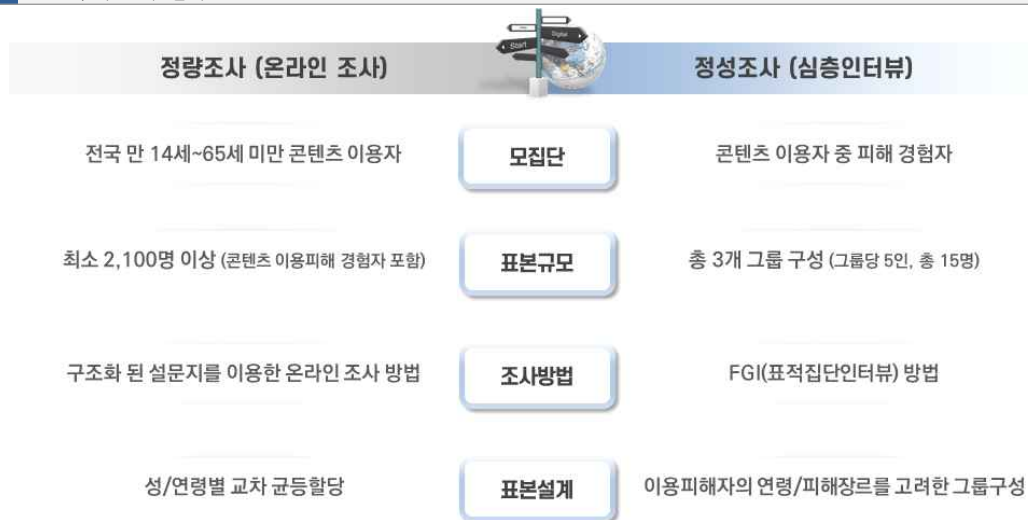 정량조사 (온라인 조사)
Start
Digital
정성조사 (심층인터뷰)
전국 만 14세~65세 미만 콘텐츠 이용자
모집단
콘텐츠 이용자 중 피해 경험자
최소 2,100명 이상 (콘텐츠 이용피해 경험자 포함)
표본규모
총 3개 그룹 구성 (그룹당 5인, 총 15명)
구조화 된 설문지를 이용한 온라인 조사 방법
조사방법
FGI(표적집단인터뷰) 방법
성/연령별 교차 균등할당
표본설계
이용피해자의 연령/피해장르를 고려한 그룹구성